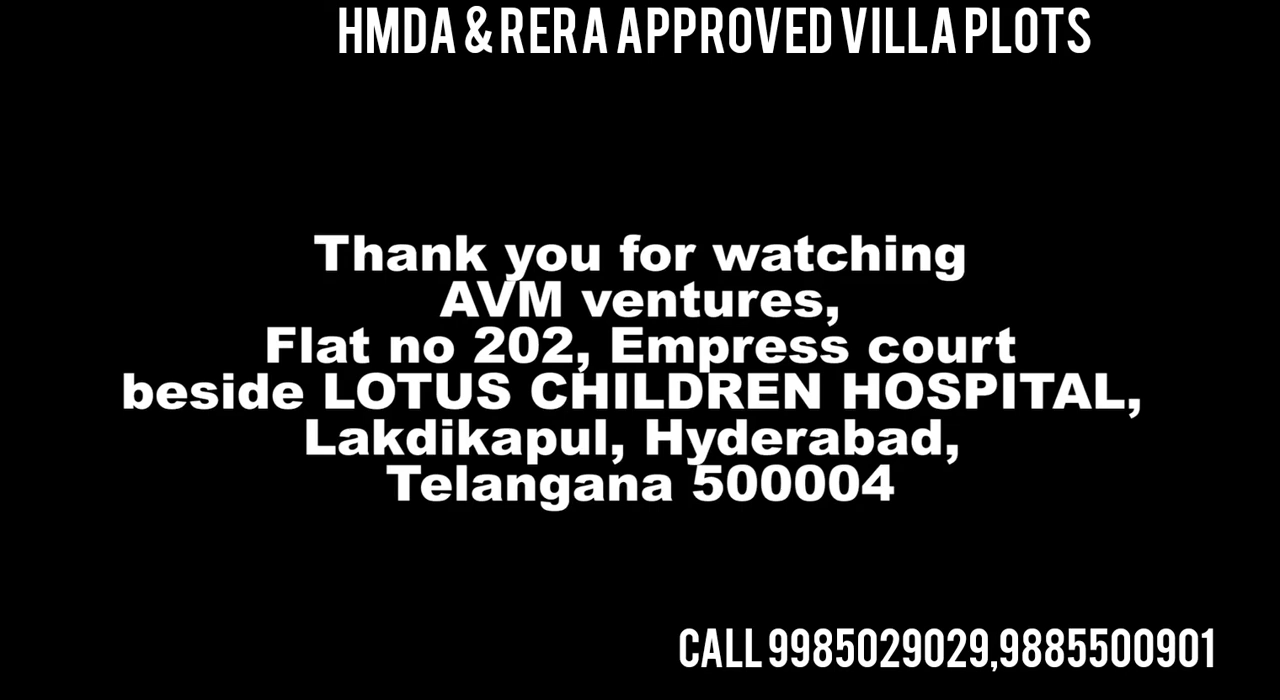 HMDA & RERA APPROVED VILLA PLOTS
Thank you for watching
AVM ventures,
Flat no 202, Empress court
beside LOTUS CHILDREN HOSPITAL,
Lakdikapul, Hyderabad,
Telangana 500004
CALL 9985029029,9885500901